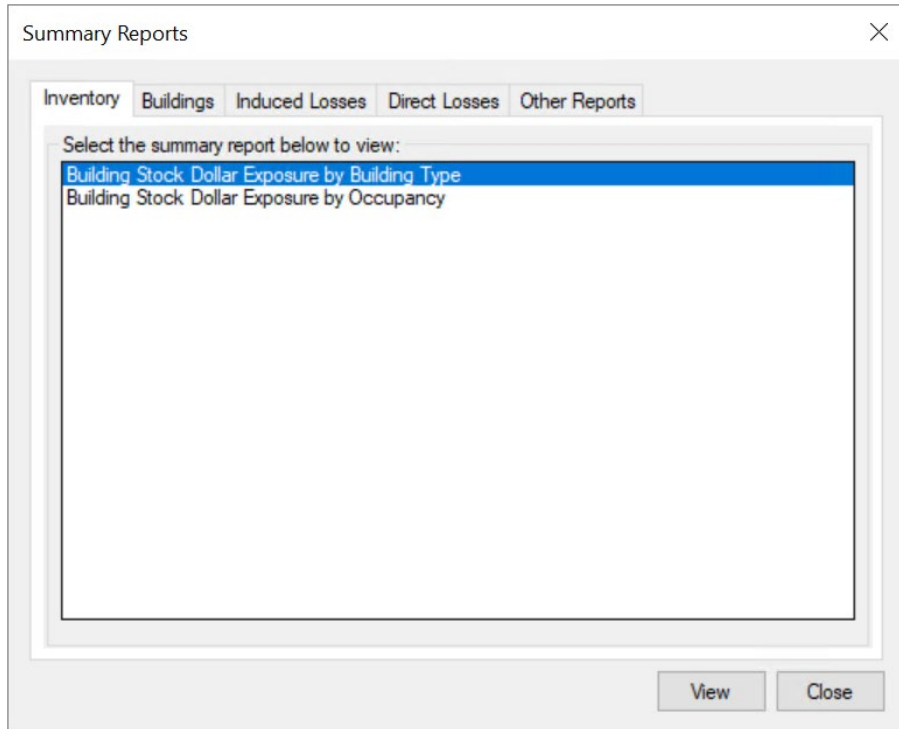 Summary Reports
Inventory Buildings Induced Losses Direct Losses Other Reports
Select the summary report below to view:
Building Stock Dollar Exposure by Building Type
Building Stock Dollar Exposure by Occupancy
View Close